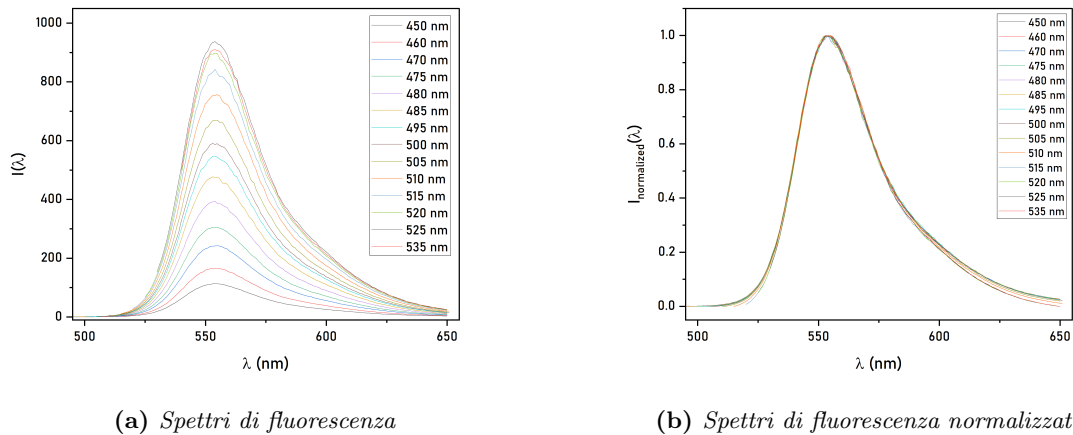 1000
800
600
400
200
0
I(λ)
500 550 600 650
λ (nm)
450 nm
460 nm
470 nm
475 nm
480 nm
485 nm
495 nm
500 nm
505 nm
510 nm
515 nm
520 nm
525 nm
535 nm
(a) Spettri di fluorescenza
1.0
0.8
0.6
0.4
0.2
0.0
Inormalized(λ)
500 550 600 650
λ (nm)
450 nm
460 nm
470 nm
475 nm
480 nm
485 nm
495 nm
500 nm
505 nm
510 nm
515 nm
520 nm
525 nm
535 nm
(b) Spettri di fluorescenza normalizzat